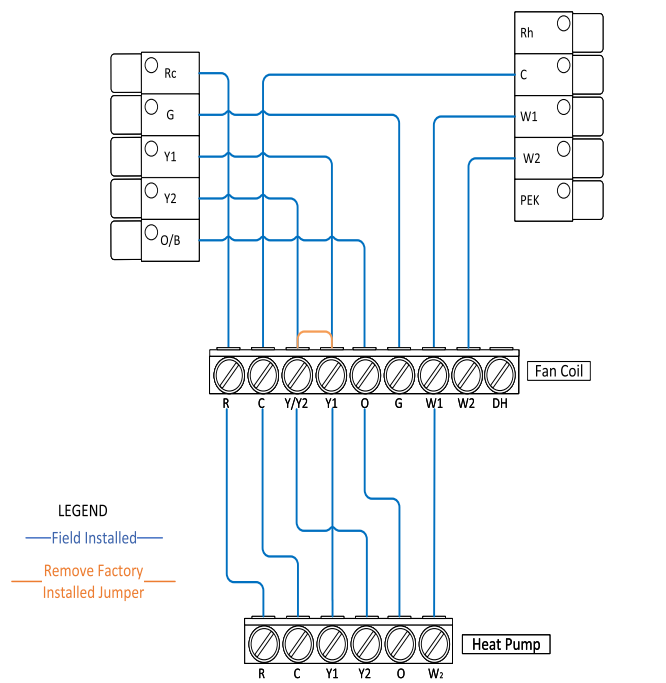 Rh
Rc
C
G
W1
Y1
W2
Y2
PEK
O/B
Fan Coil
R C Y/Y2 Y1 O G W1 W2 DH
LEGEND
Field Installed
Remove Factory
Installed Jumper
Heat Pump
R C Y1 Y2 O W2